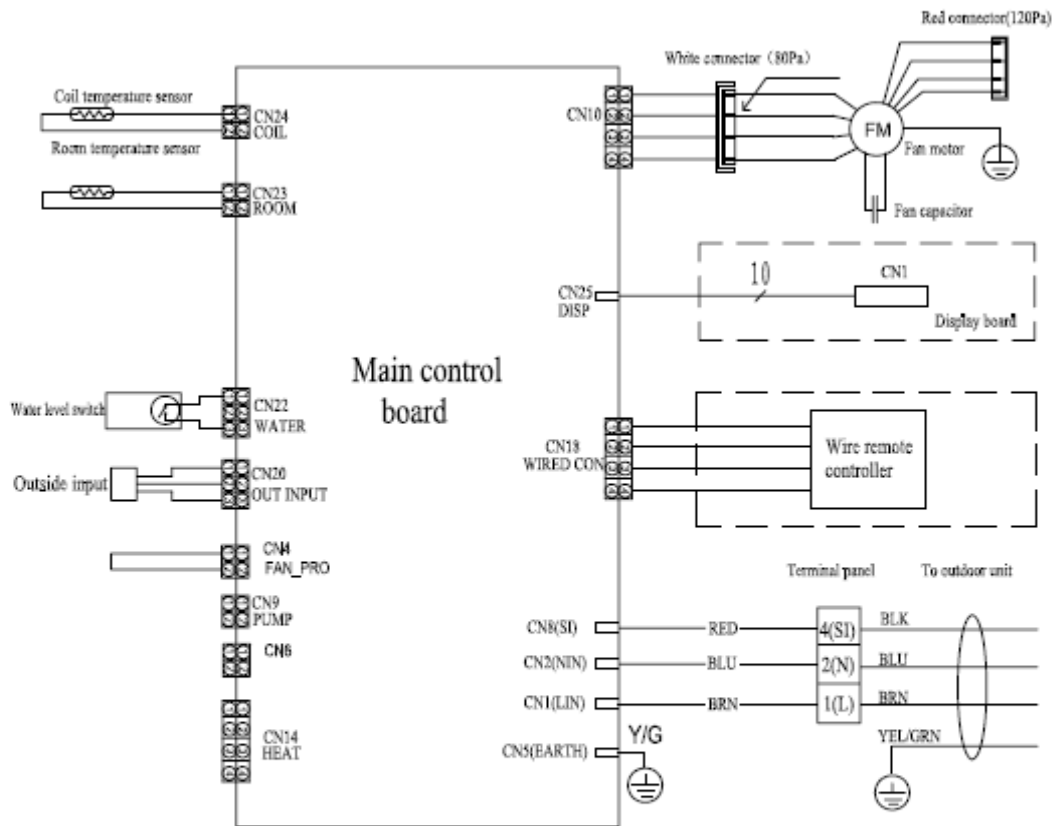 Red connector(120Pa)
White connector（80Pa）
Coil temperature sensor
CN24
COIL
CN10
FM
Fan motor
Room temperature sensor
CN23
ROOM
Fan capacitor
10
CN1
CN25
DISP
Display board
Main control
board
Water level switch
CN22
WATER
CN18
WIRED CON
Wire remote
controller
Outside input
CN20
OUT INPUT
CN4
FAN_PRO
Terminal panel
To outdoor unit
CN9
PUMP
CN8(SI)
RED
4(SI)
BLK
CN6
CN2(NIN)
BLU
2(N)
BLU
CN1(LIN)
BRN
1(L)
BRN
CN14
HEAT
Y/G
YEL/GRN
CN5(EARTH)